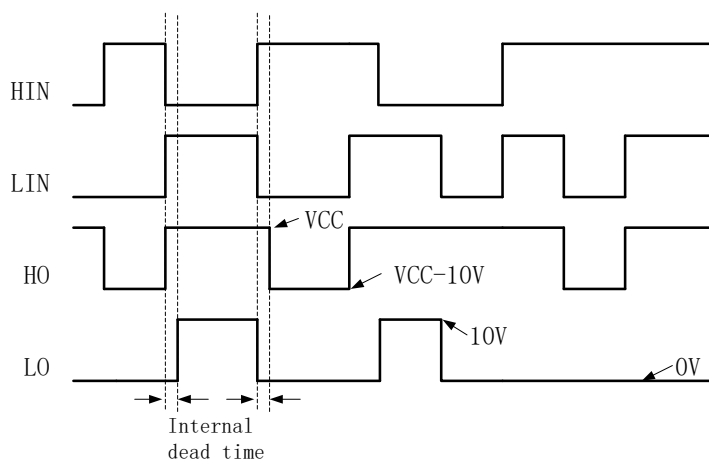 HIN
LIN
VCC
HO
VCC-10V
10V
LO
0V
Internal
dead time